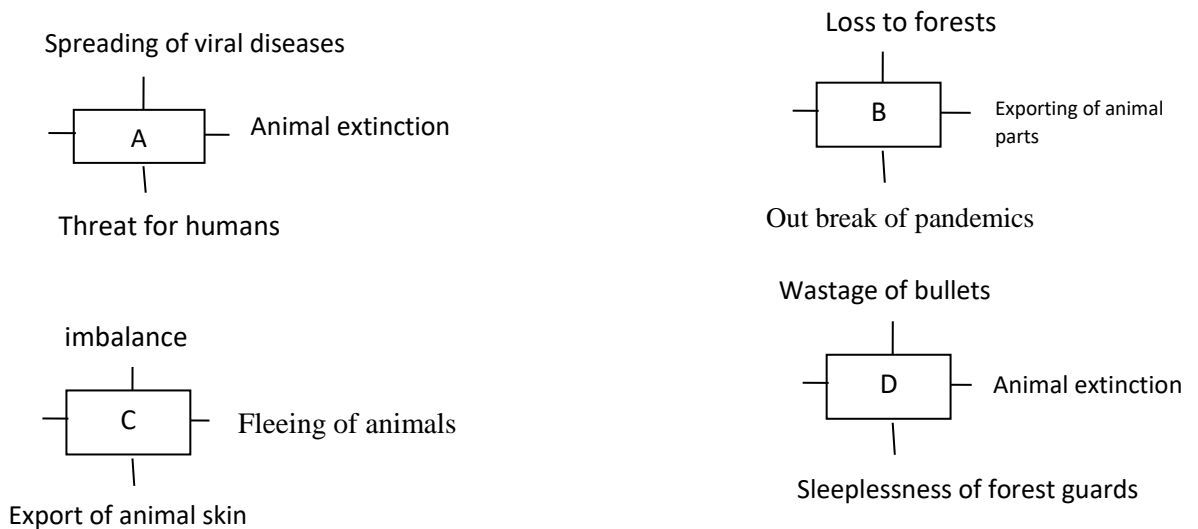 Spreading of viral diseases
A
Animal extinction
Threat for humans
Loss to forests
B
Exporting of animal
parts
Out break of pandemics
imbalance
C
Fleeing of animals
Export of animal skin
Wastage of bullets
D
Animal extinction
Sleeplessness of forest guards